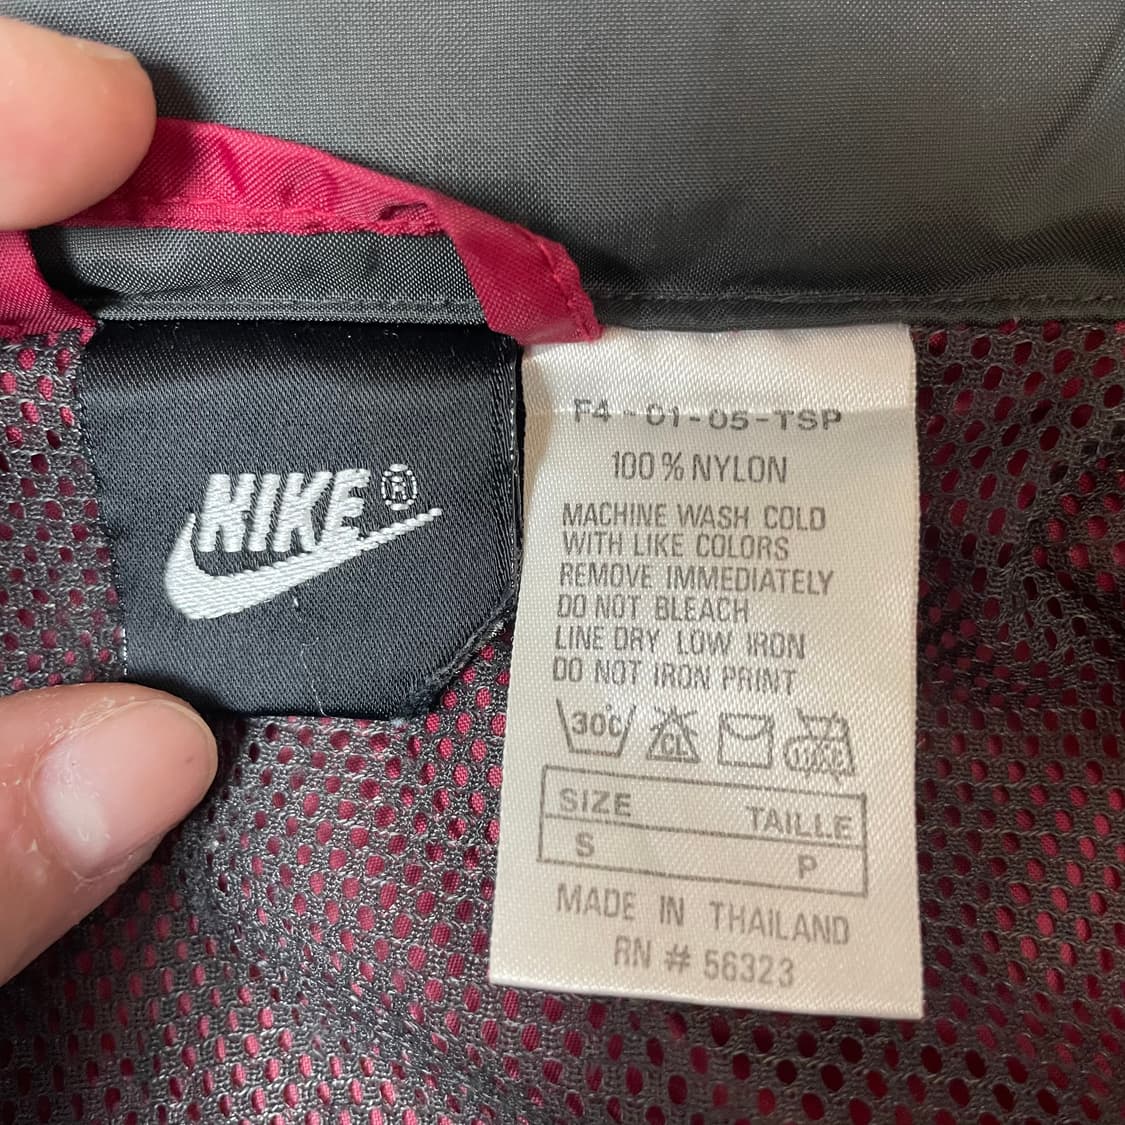 NIKE®
F4-01-05-TSP
100% NYLON
MACHINE WASH COLD
WITH LIKE COLORS
REMOVE IMMEDIATELY
DO NOT BLEACH
LINE DRY LOW IRON
DO NOT IRON PRINT
30°C CL
SIZE TAILLE
S P
MADE IN THAILAND
RN # 56323